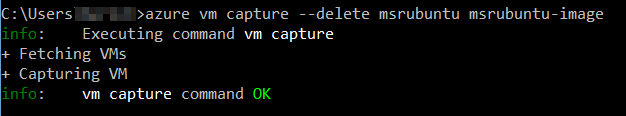 C:\Users\>azure vm capture --delete msrubuntu msrubuntu-image
info: Executing command vm capture
+ Fetching VMs
+ Capturing VM
info: vm capture command OK